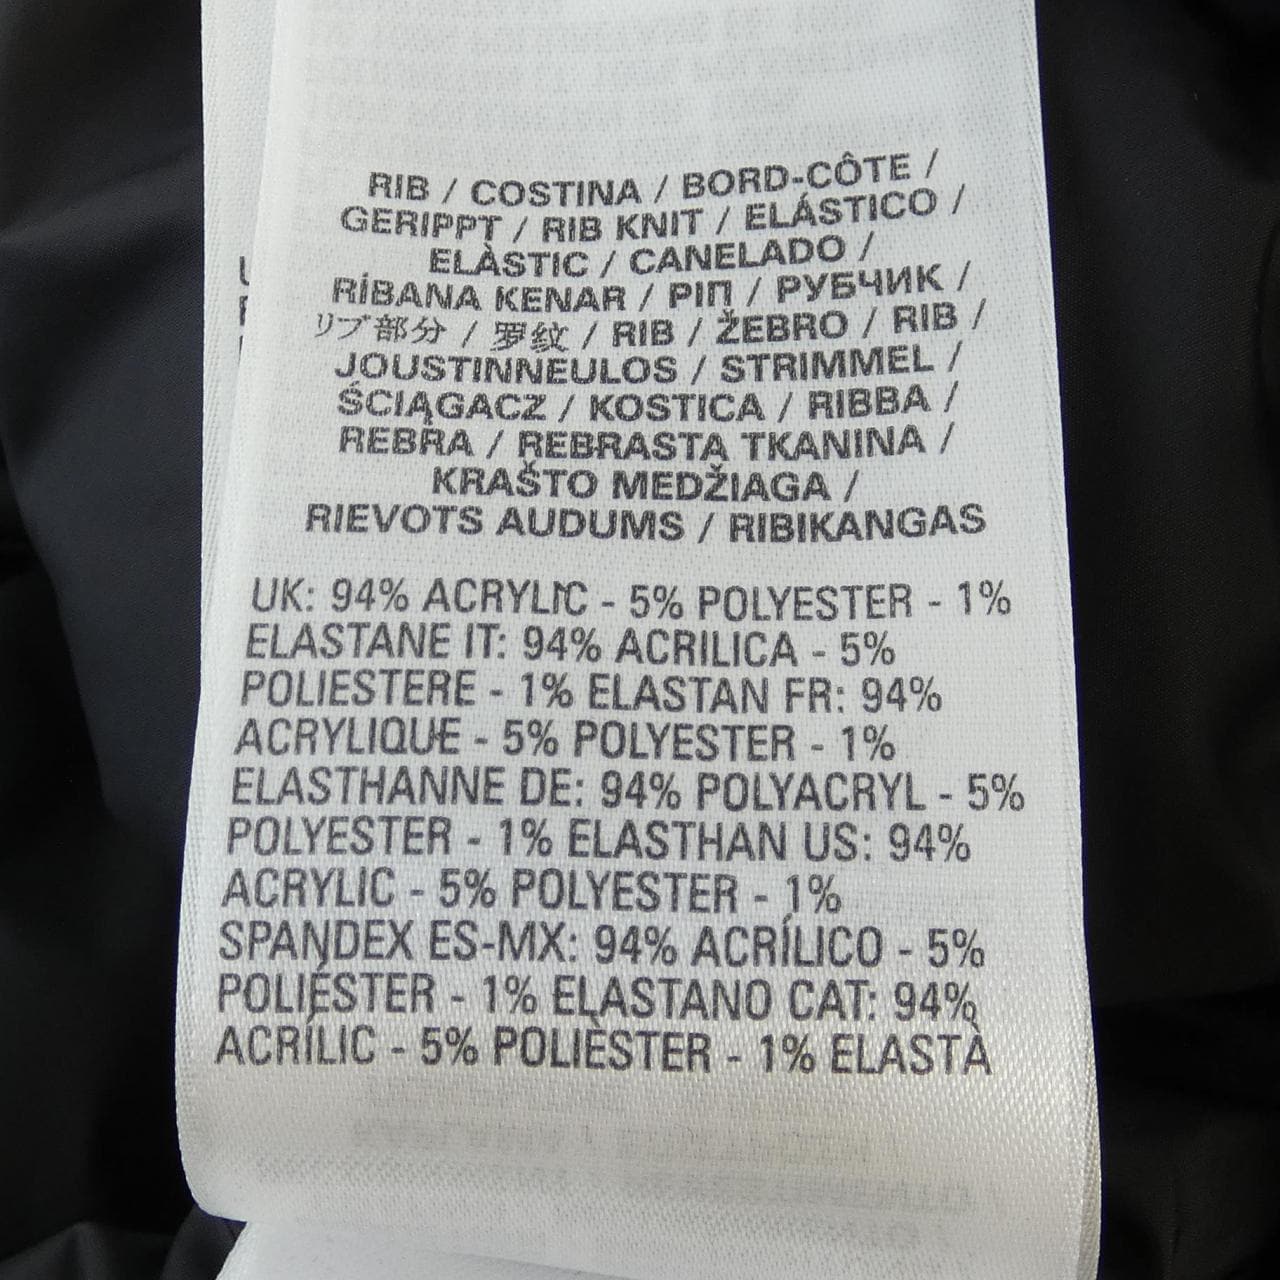 RIB / COSTINA / BORD-CÔTE /
GERIPPT / RIB KNIT / ELÁSTICO /
ELÀSTIC / CANELADO /
RİBANA KENAR / РІП / РУБЧИК /
リブ部分 / 罗纹 / RIB / ŽEBRO / RIB /
JOUSTINNEULOS / STRIMMEL /
ŚCIĄGACZ / KOSTICA / RIBBA /
REBRA / REBRASTA TKANINA /
KRAŠTO MEDŽIAGA /
RIEVOTS AUDUMS / RIBIKANGAS
UK: 94% ACRYLIC - 5% POLYESTER - 1%
ELASTANE IT: 94% ACRILICA - 5%
POLIESTERE - 1% ELASTAN FR: 94%
ACRYLIQUE - 5% POLYESTER - 1%
ELASTHANNE DE: 94% POLYACRYL - 5%
POLYESTER - 1% ELASTHAN US: 94%
ACRYLIC - 5% POLYESTER - 1%
SPANDEX ES-MX: 94% ACRÍLICO - 5%
POLIÉSTER - 1% ELASTANO CAT: 94%
ACRÍLIC - 5% POLIÈSTER - 1% ELASTÀ